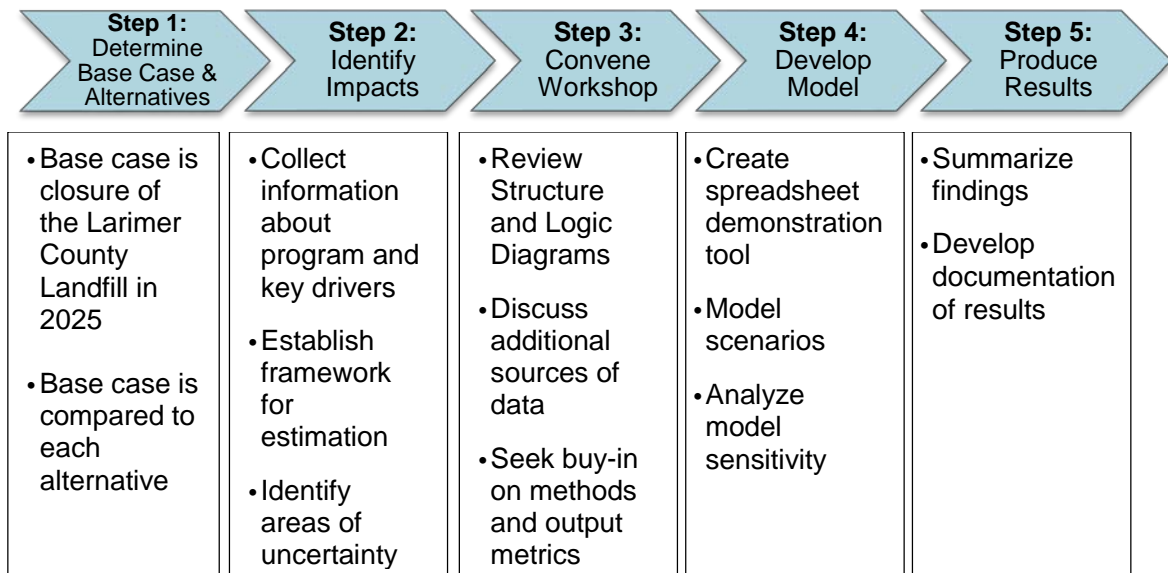 Step 1:
Determine
Base Case &
Alternatives
Step 2:
Identify
Impacts
Step 3:
Convene
Workshop
Step 4:
Develop
Model
Step 5:
Produce
Results
•Base case is
closure of
the Larimer
County
Landfill in
2025
•Base case is
compared to
each
alternative
•Collect
information
about
program and
key drivers
•Establish
framework
for
estimation
•Identify
areas of
uncertainty
•Review
Structure
and Logic
Diagrams
•Discuss
additional
sources of
data
•Seek buy-in
on methods
and output
metrics
•Create
spreadsheet
demonstration
tool
•Model
scenarios
•Analyze
model
sensitivity
•Summarize
findings
•Develop
documentation
of results